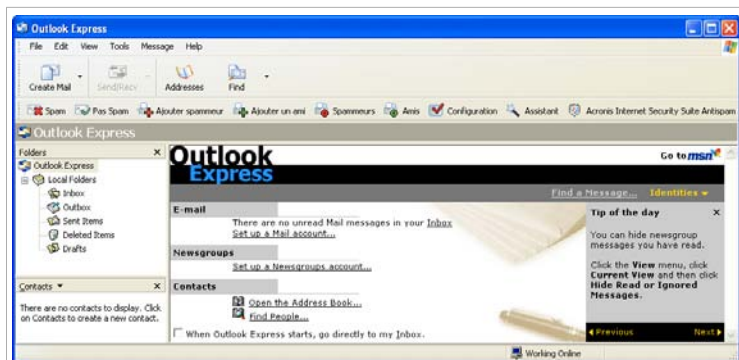 Outlook Express
File Edit View Tools Message Help
Create Mail Send/Recv Addresses Find
Spam Pas Spam Ajouter spammeur Ajouter un ami Spammeurs Amis Configuration Assistant Acronis Internet Security Suite Antispam
Outlook Express
Folders
Outlook Express
Local Folders
Inbox
Outbox
Sent Items
Deleted Items
Drafts
Contacts
There are no contacts to display. Click
on Contacts to create a new contact.
Outlook
Express
Go to msn
Find a Message... Identities
E-mail
There are no unread Mail messages in your Inbox
Set up a Mail account...
Newsgroups
Set up a Newsgroups account...
Contacts
Open the Address Book...
Find People...
When Outlook Express starts, go directly to my Inbox.
Tip of the day
You can hide newsgroup
messages you have read.
Click the View menu, click
Current View and then click
Hide Read or Ignored
Messages.
Previous Next
Working Online